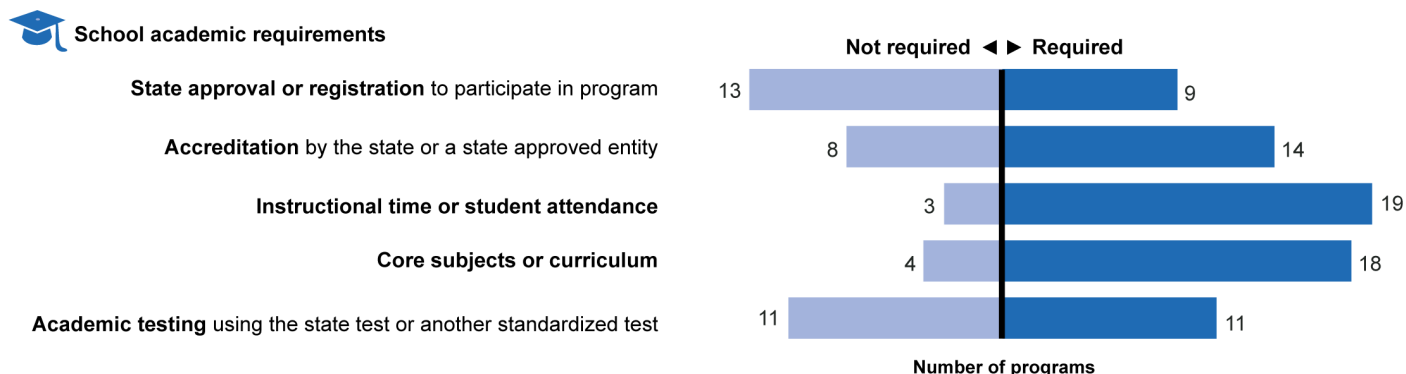 School academic requirements
Not required ◄ ► Required
State approval or registration to participate in program
13
9
Accreditation by the state or a state approved entity
8
14
Instructional time or student attendance
3
19
Core subjects or curriculum
4
18
Academic testing using the state test or another standardized test
11
11
Number of programs